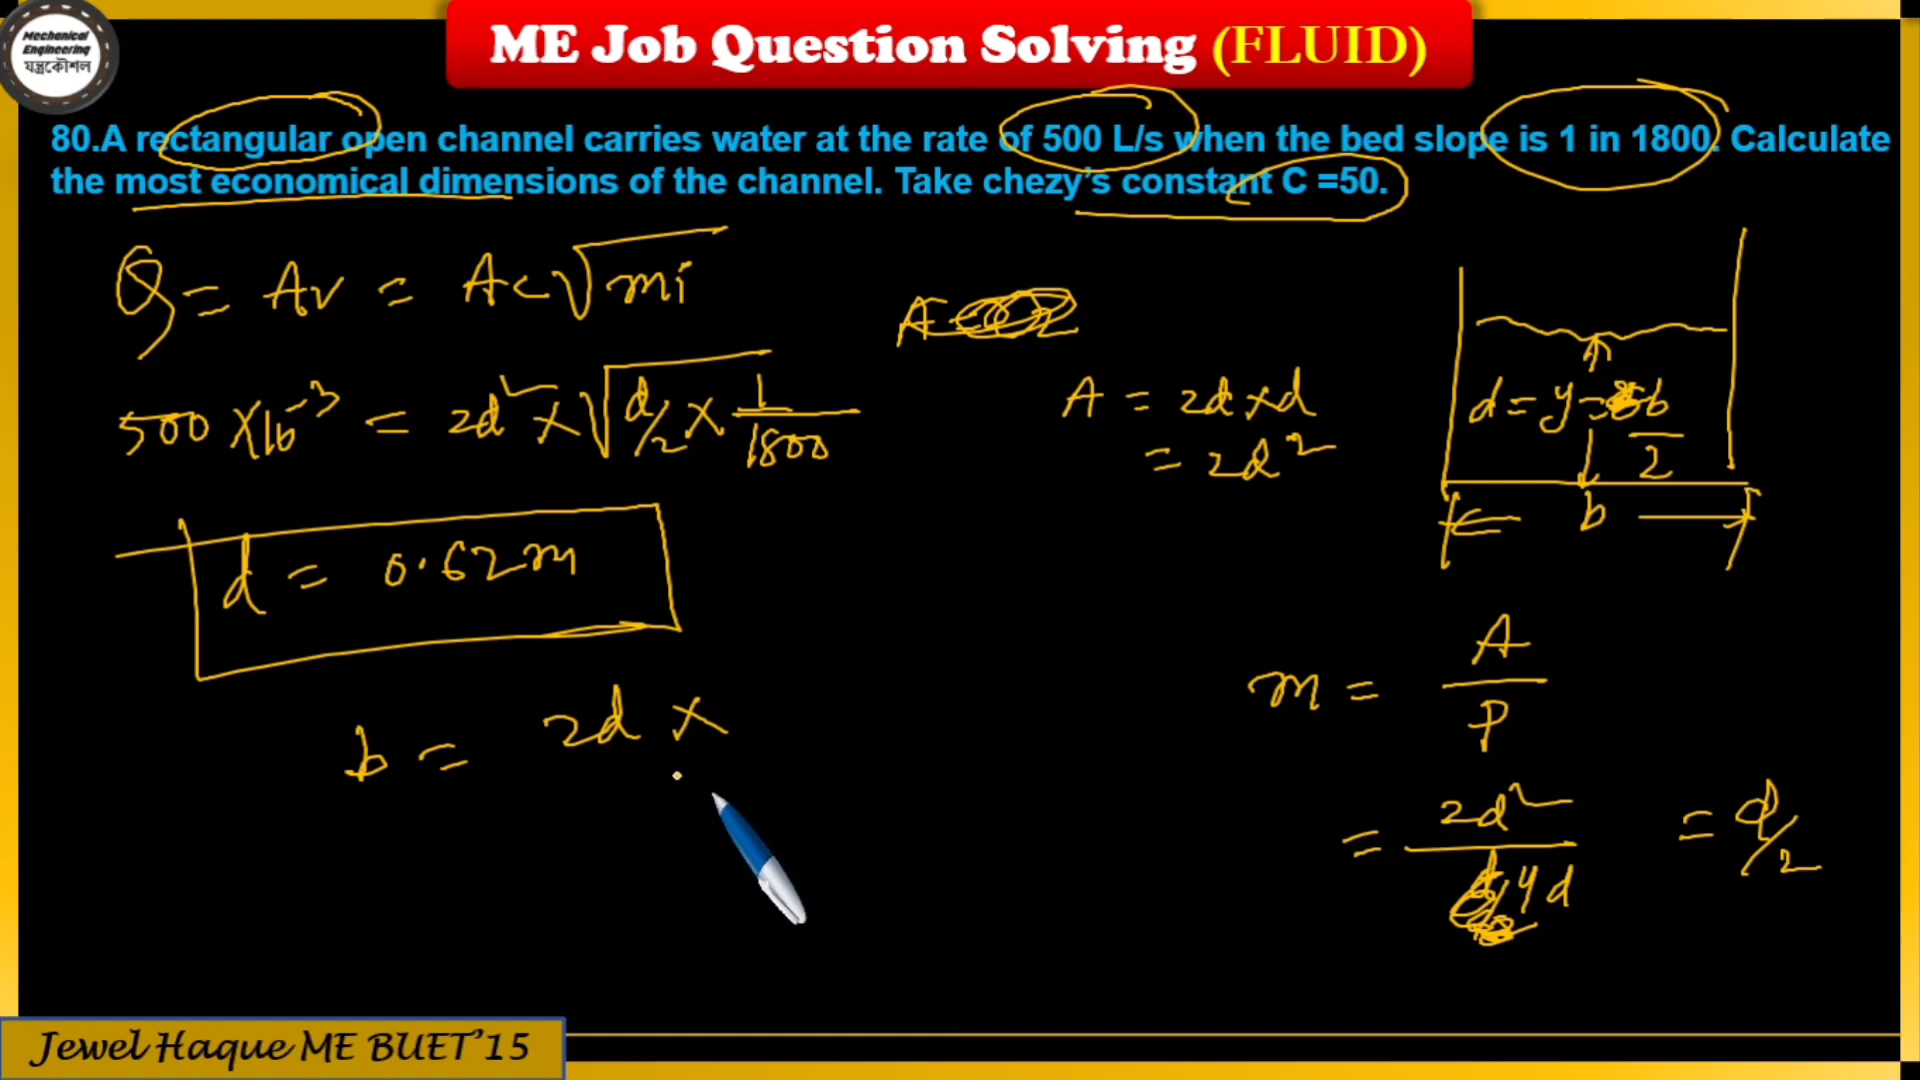 Mechanical
Engineering
যন্ত্রকৌশল
ME Job Question Solving (FLUID)
80.A rectangular open channel carries water at the rate of 500 L/s when the bed slope is 1 in 1800. Calculate
the most economical dimensions of the channel. Take chezy's constant C =50.
Q = Av = AC√mi
A
500 × 10⁻³ = 2d² × √d/2 × 1/1800
A = 2d × d
= 2d²
d = y = b/2
b
d = 0.62m
b = 2d ×
m = A/P
= 2d²/4d = d/2
Jewel Haque ME BUET'15